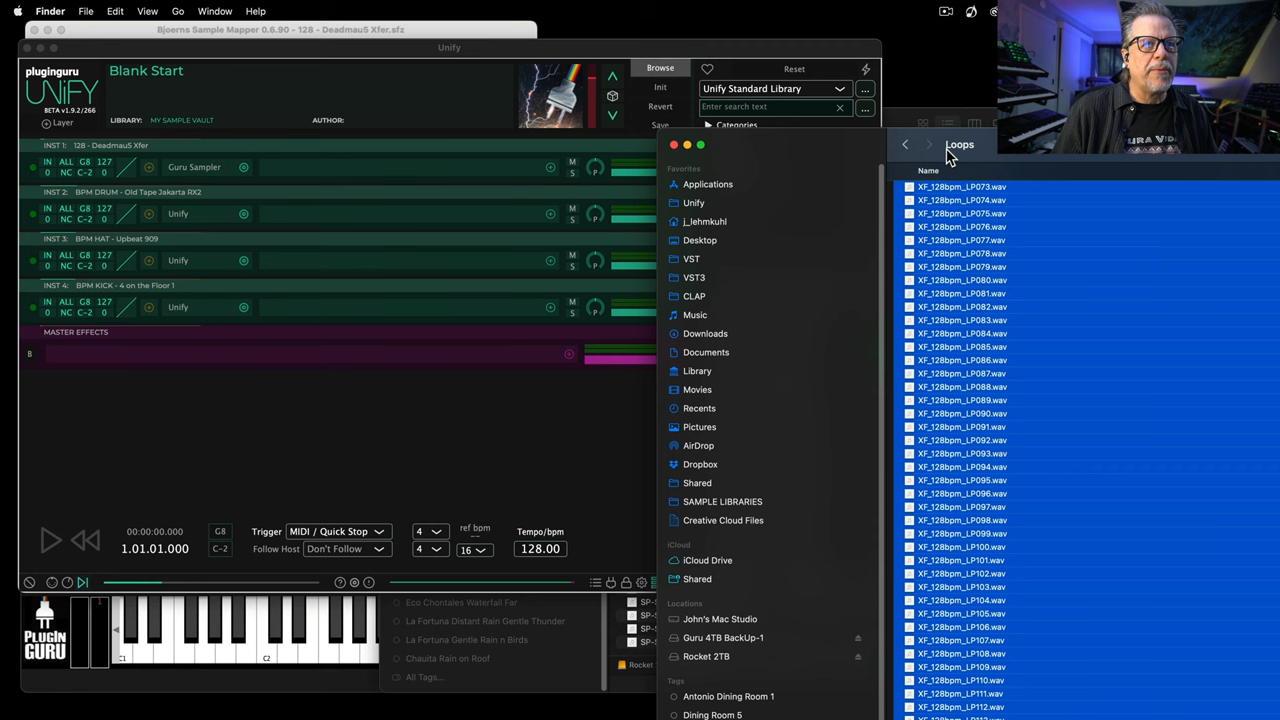 Finder File Edit View Go Window Help
Bjoerns Sample Mapper 0.6.90 - 128 - Deadmau5 Xfer.sfz
Unify
pluginguru
UNiFY
BETA v1.9.2/266
Layer
Blank Start
LIBRARY: MY SAMPLE VAULT AUTHOR:
Browse
Init
Revert
Save
Reset
Unify Standard Library
...
Enter search text
...
Categories
INST 1: 128 - Deadmau5 Xfer
IN ALL G8 127
0 NC C-2 0
Guru Sampler
M
S
P
INST 2: BPM DRUM - Old Tape Jakarta RX2
IN ALL G8 127
0 NC C-2 0
Unify
M
S
P
INST 3: BPM HAT - Upbeat 909
IN ALL G8 127
0 NC C-2 0
Unify
M
S
P
INST 4: BPM KICK - 4 on the Floor 1
IN ALL G8 127
0 NC C-2 0
Unify
M
S
P
MASTER EFFECTS
B
00:00:00.000
1.01.01.000
G8
C-2
Trigger MIDI / Quick Stop
Follow Host Don't Follow
4
4
ref bpm
16
Tempo/bpm
128.00
PLUGIN
GURU
1
C1
C2
Eco Chontales Waterfall Far
La Fortuna Distant Rain Gentle Thunder
La Fortuna Gentle Rain n Birds
Chauita Rain on Roof
All Tags...
SP-S
SP-S
SP-S
SP-S
Rocket
Favorites
Applications
Unify
j_lehmkuhl
Desktop
VST
VST3
CLAP
Music
Downloads
Documents
Library
Movies
Recents
Pictures
AirDrop
Dropbox
Shared
SAMPLE LIBRARIES
Creative Cloud Files
iCloud
iCloud Drive
Shared
Locations
John's Mac Studio
Guru 4TB BackUp-1
Rocket 2TB
Tags
Antonio Dining Room 1
Dining Room 5
Loops
Name
XF_128bpm_LP073.wav
XF_128bpm_LP074.wav
XF_128bpm_LP075.wav
XF_128bpm_LP076.wav
XF_128bpm_LP077.wav
XF_128bpm_LP078.wav
XF_128bpm_LP079.wav
XF_128bpm_LP080.wav
XF_128bpm_LP081.wav
XF_128bpm_LP082.wav
XF_128bpm_LP083.wav
XF_128bpm_LP084.wav
XF_128bpm_LP085.wav
XF_128bpm_LP086.wav
XF_128bpm_LP087.wav
XF_128bpm_LP088.wav
XF_128bpm_LP089.wav
XF_128bpm_LP090.wav
XF_128bpm_LP091.wav
XF_128bpm_LP092.wav
XF_128bpm_LP093.wav
XF_128bpm_LP094.wav
XF_128bpm_LP095.wav
XF_128bpm_LP096.wav
XF_128bpm_LP097.wav
XF_128bpm_LP098.wav
XF_128bpm_LP099.wav
XF_128bpm_LP100.wav
XF_128bpm_LP101.wav
XF_128bpm_LP102.wav
XF_128bpm_LP103.wav
XF_128bpm_LP104.wav
XF_128bpm_LP105.wav
XF_128bpm_LP106.wav
XF_128bpm_LP107.wav
XF_128bpm_LP108.wav
XF_128bpm_LP109.wav
XF_128bpm_LP110.wav
XF_128bpm_LP111.wav
XF_128bpm_LP112.wav